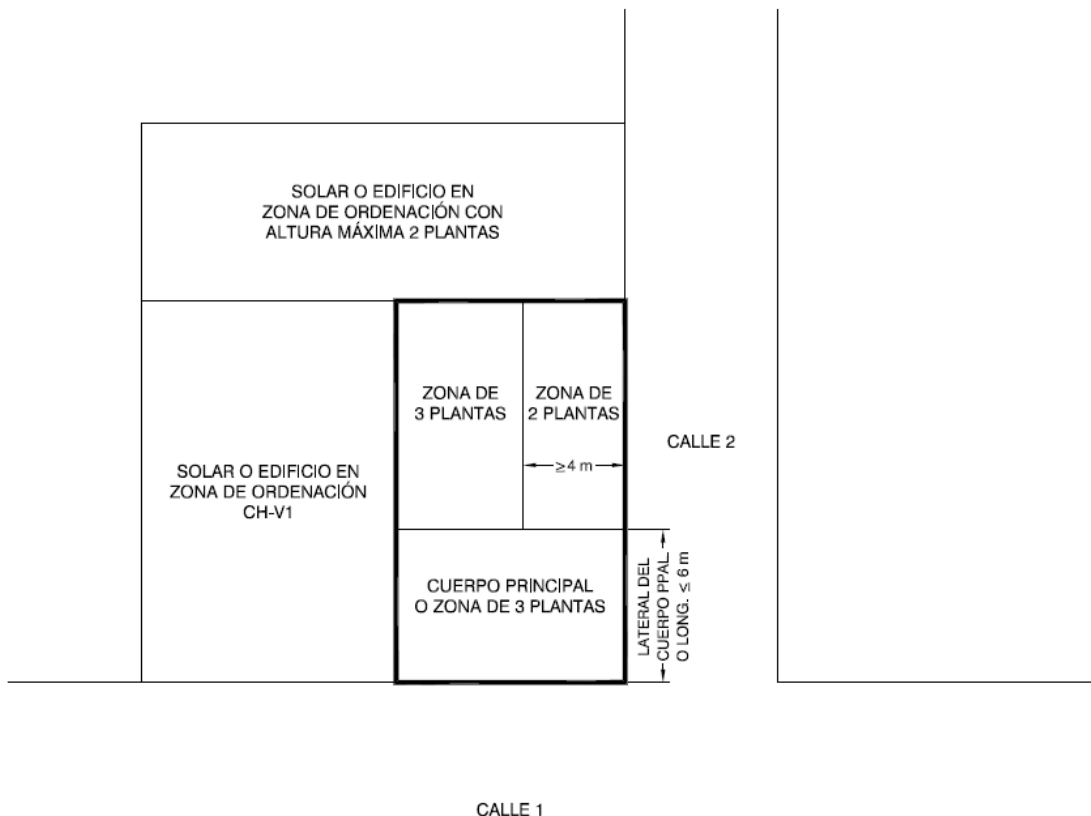 SOLAR O EDIFICIO EN
ZONA DE ORDENACIÓN CON
ALTURA MÁXIMA 2 PLANTAS
ZONA DE
3 PLANTAS
ZONA DE
2 PLANTAS
≥4 m
CALLE 2
SOLAR O EDIFICIO EN
ZONA DE ORDENACIÓN
CH-V1
CUERPO PRINCIPAL
O ZONA DE 3 PLANTAS
LATERAL DEL
CUERPO PPAL.
O LONG. ≤ 6 m
CALLE 1